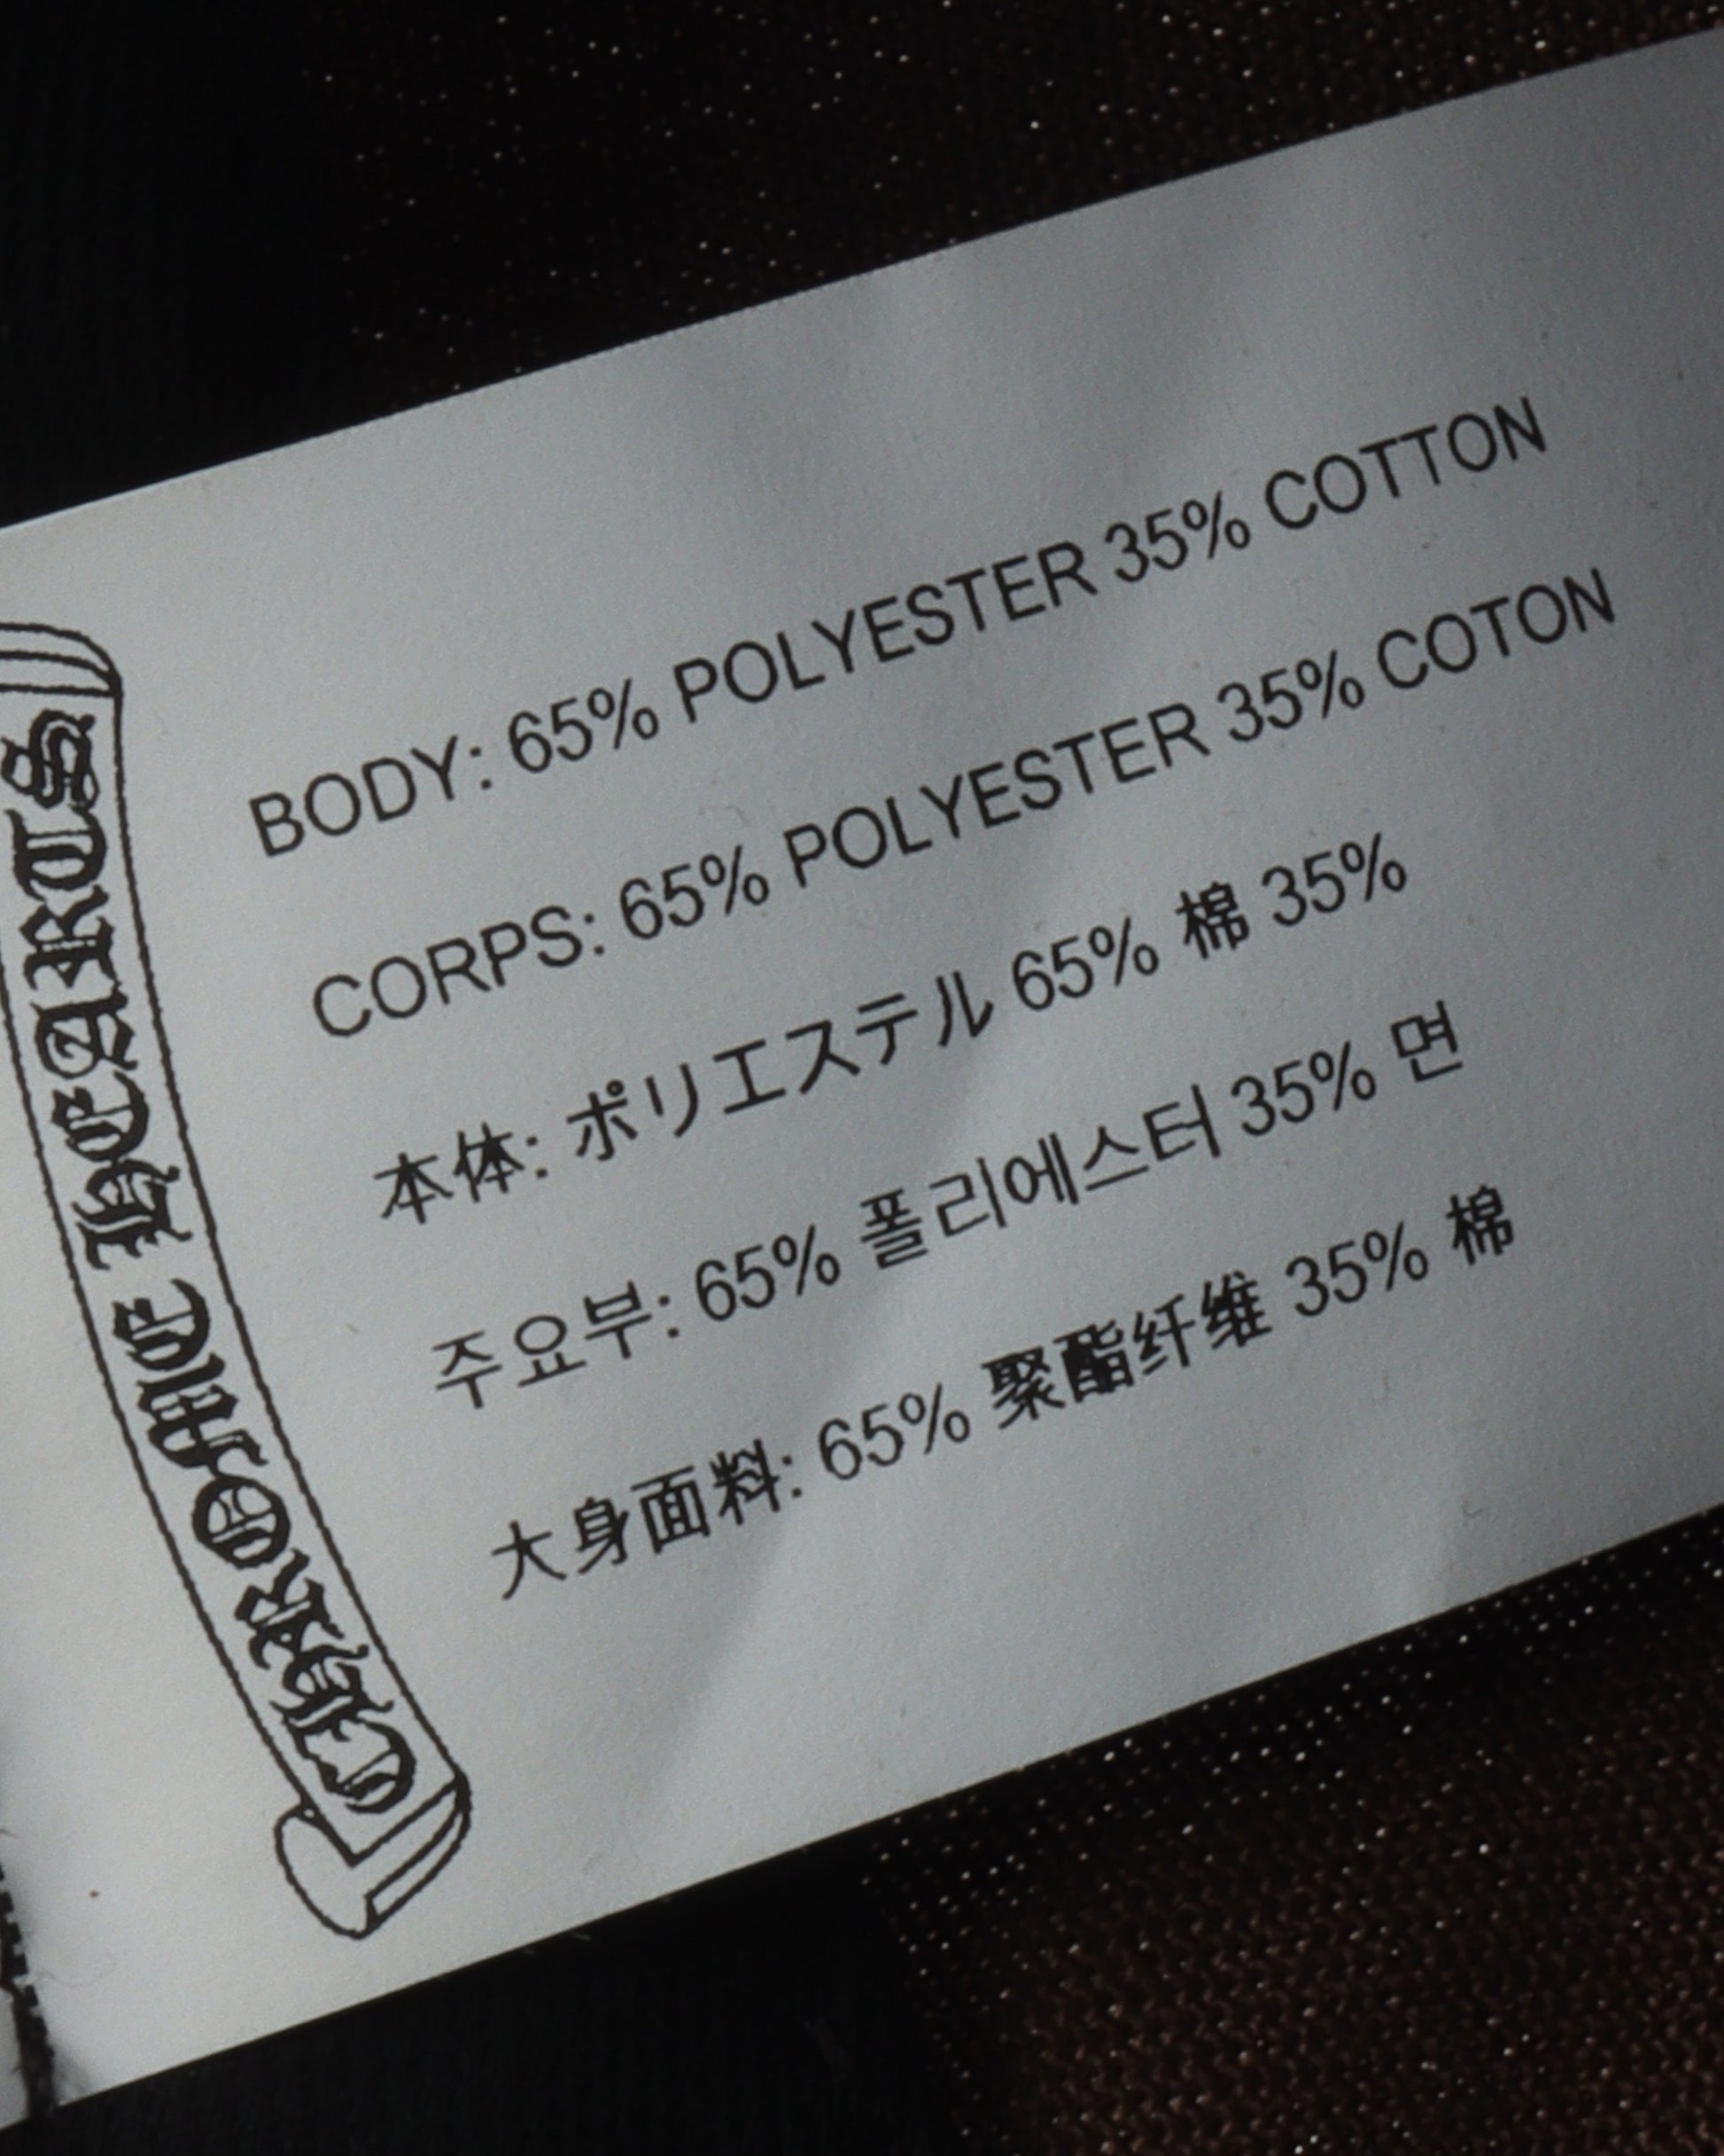 CHROME HEARTS
BODY: 65% POLYESTER 35% COTTON
CORPS: 65% POLYESTER 35% COTON
本体: ポリエステル 65% 棉 35%
주요부: 65% 폴리에스터 35% 면
大身面料: 65% 聚酯纤维 35% 棉